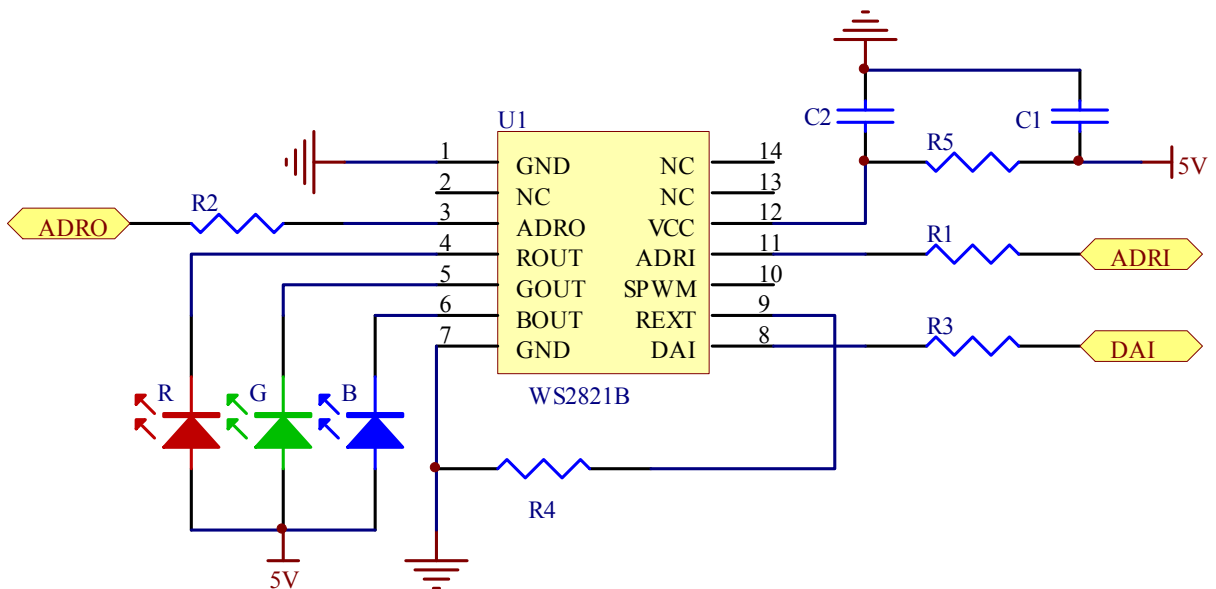 U1
C2
C1
R5
5V
1
GND
NC
14
2
NC
NC
13
ADRO
R2
3
ADRO
VCC
12
4
ROUT
ADRI
11
R1
ADRI
5
GOUT
SPWM
10
6
BOUT
REXT
9
7
GND
DAI
8
R3
DAI
WS2821B
R
G
B
R4
5V